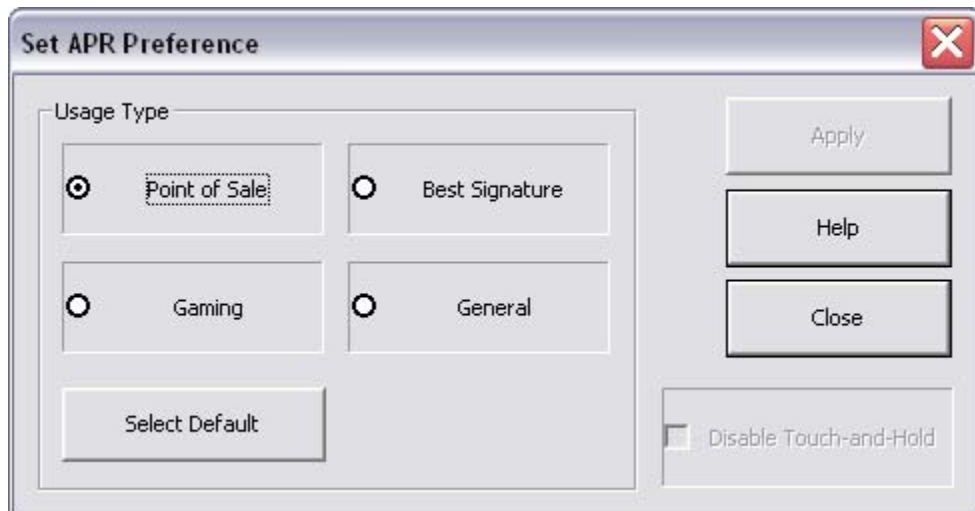 Set APR Preference
Usage Type
Point of Sale
Best Signature
Gaming
General
Select Default
Apply
Help
Close
Disable Touch-and-Hold